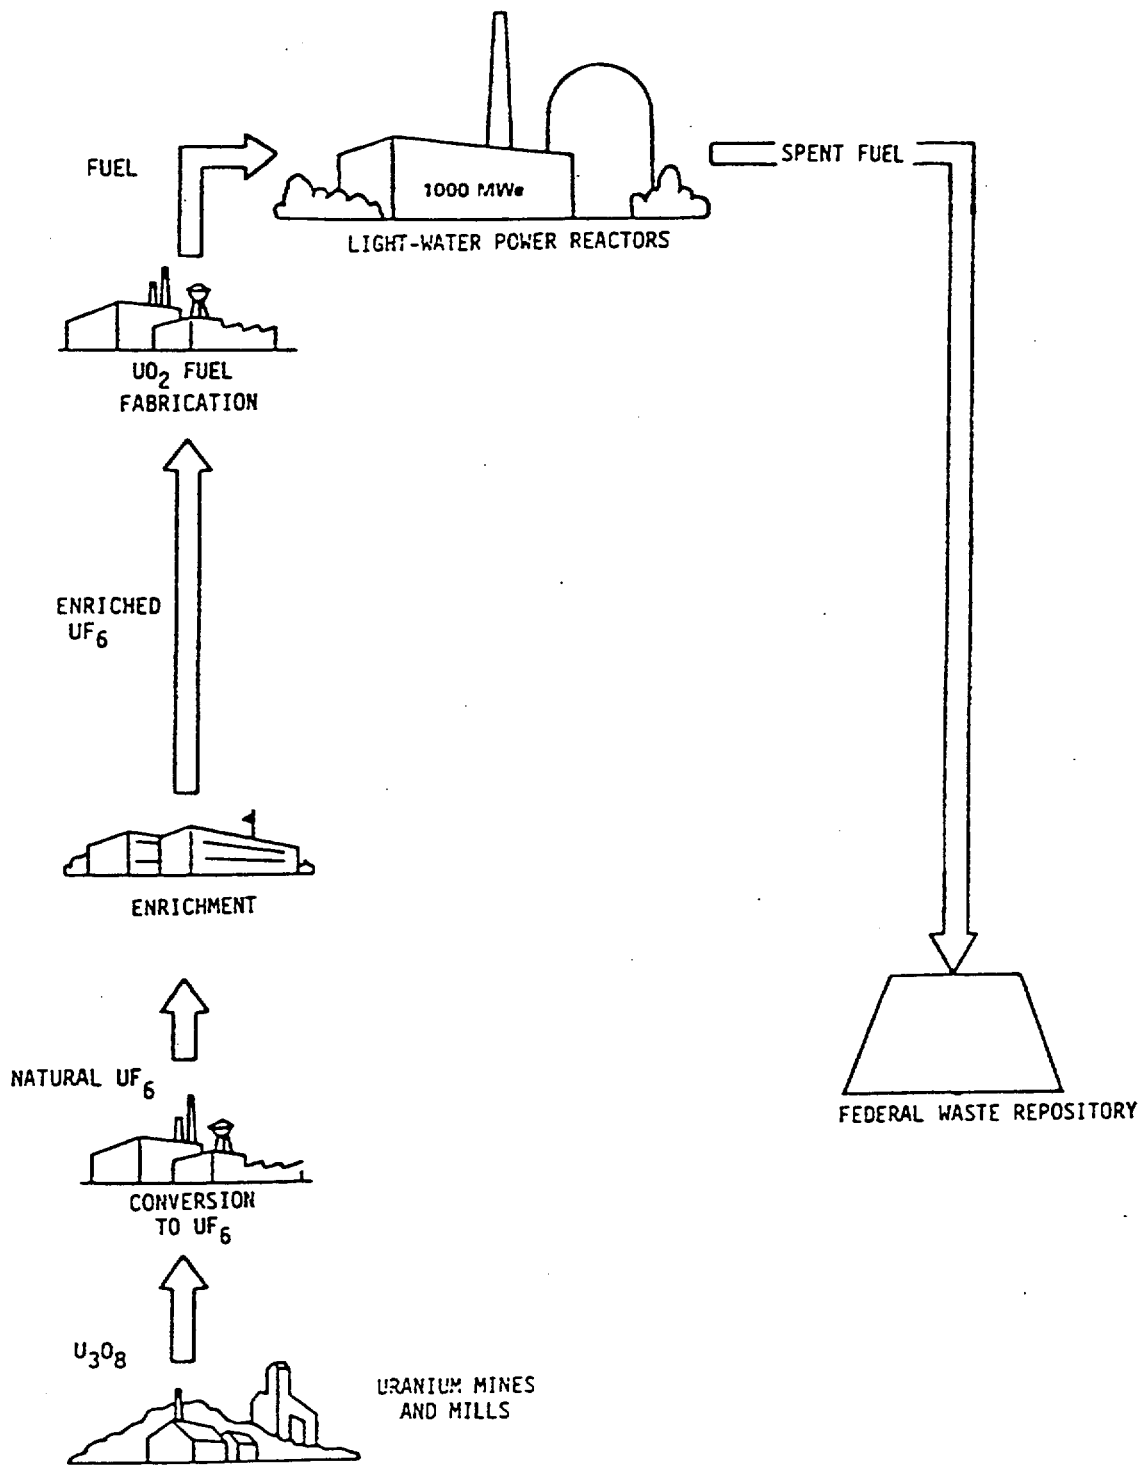 FUEL
1000 MWe
SPENT FUEL
LIGHT-WATER POWER REACTORS
UO₂ FUEL
FABRICATION
ENRICHED
UF₆
ENRICHMENT
NATURAL UF₆
FEDERAL WASTE REPOSITORY
CONVERSION
TO UF₆
U₃O₈
URANIUM MINES
AND MILLS